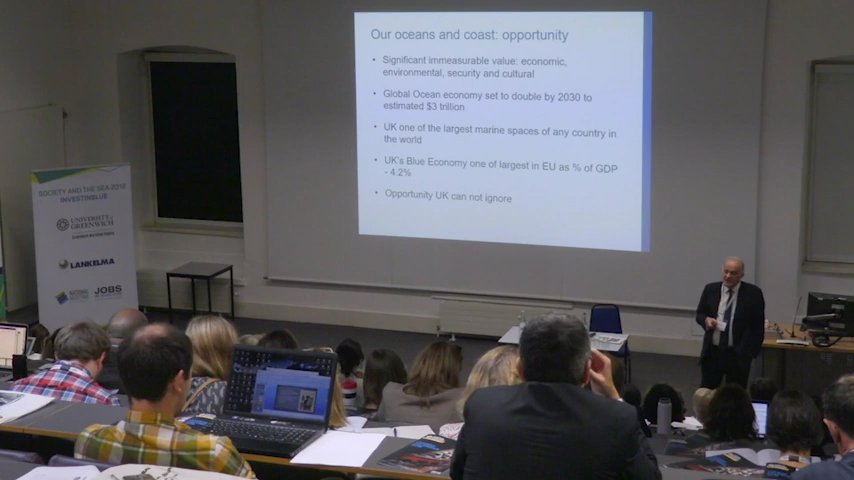 Our oceans and coast: opportunity
• Significant immeasurable value: economic,
environmental, security and cultural
• Global Ocean economy set to double by 2030 to
estimated $3 trillion
• UK one of the largest marine spaces of any country in
the world
• UK's Blue Economy one of largest in EU as % of GDP
- 4.2%
• Opportunity UK can not ignore
SOCIETY AND THE SEA 2018
INVESTINBLUE
UNIVERSITY of
GREENWICH
LANKELMA
JOBS